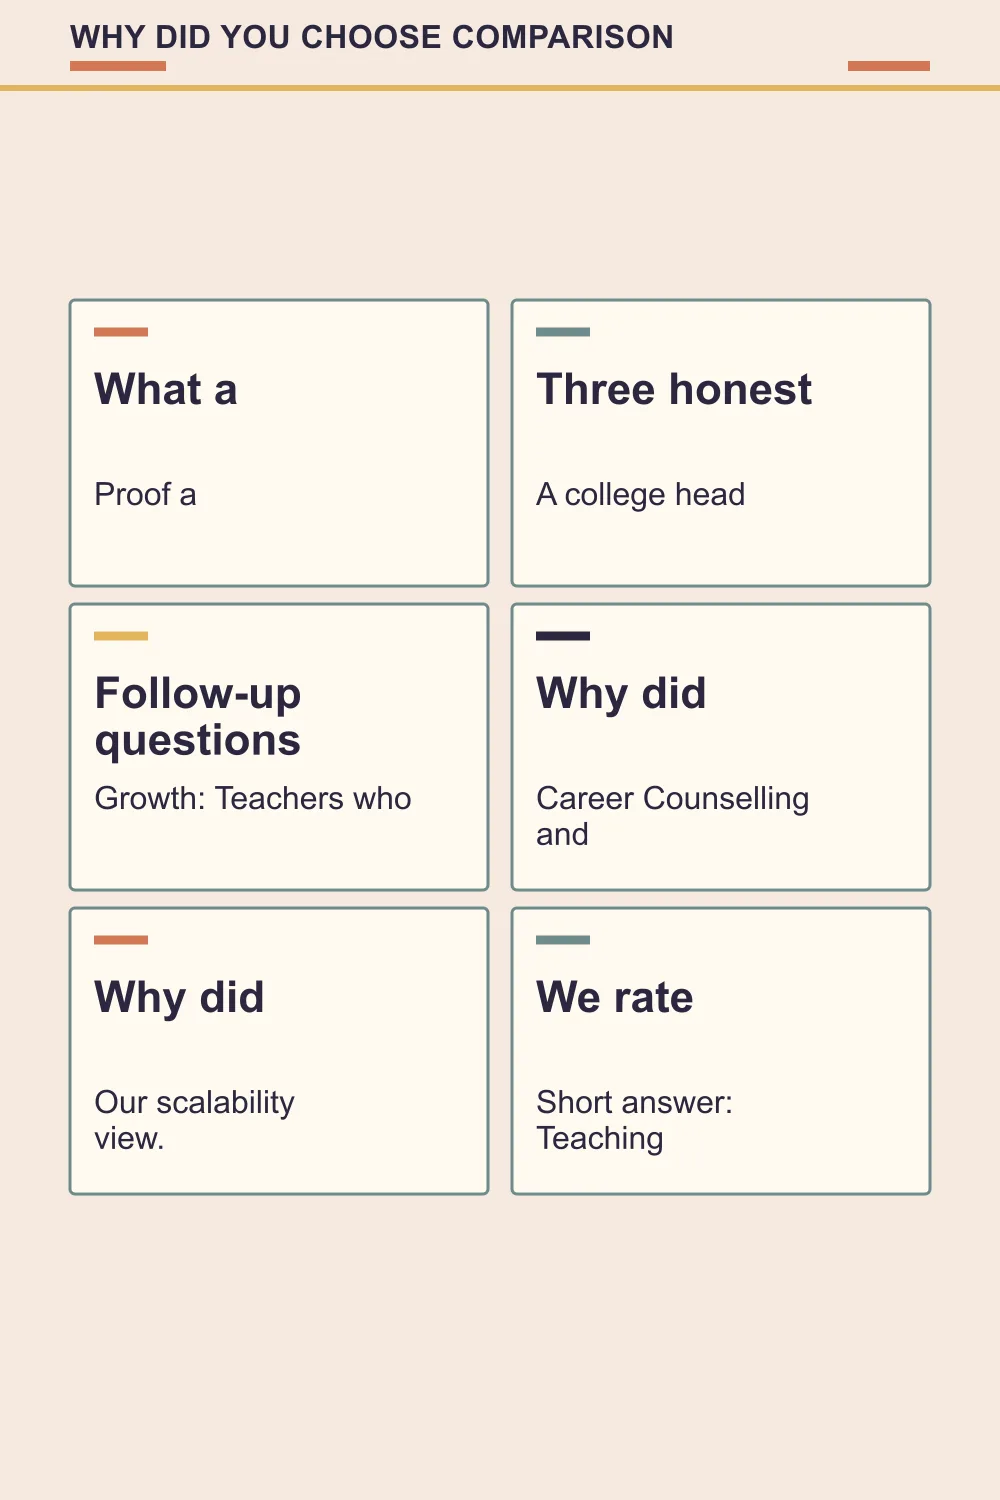 WHY DID YOU CHOOSE COMPARISON
What a
Proof a
Three honest
A college head
Follow-up
questions
Growth: Teachers who
Why did
Career Counselling
and
Why did
Our scalability
view.
We rate
Short answer:
Teaching